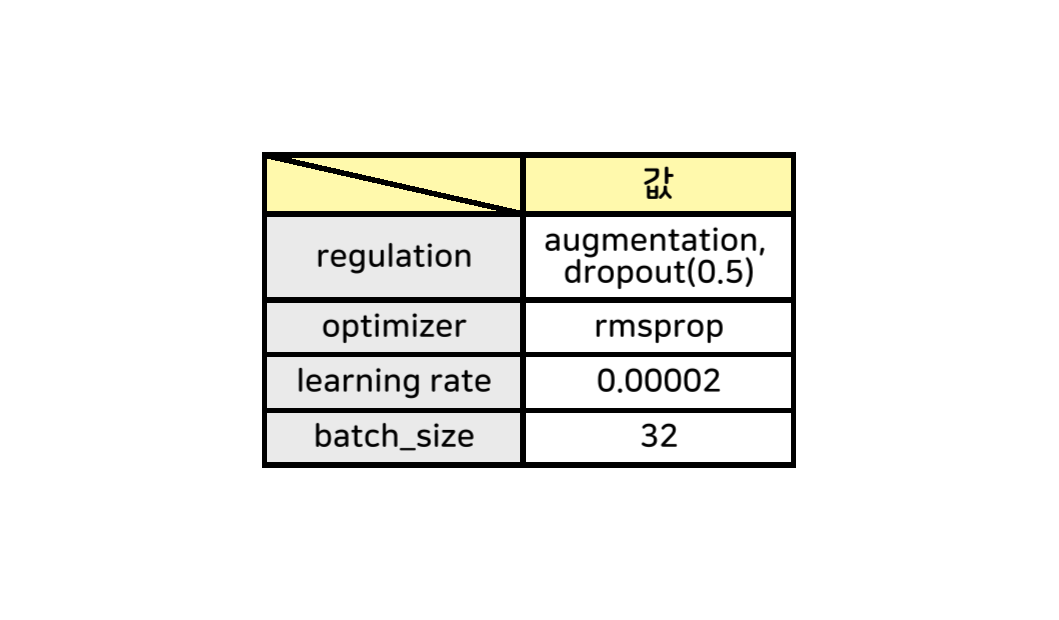 값
regulation
augmentation,
dropout(0.5)
optimizer
rmsprop
learning rate
0.00002
batch_size
32